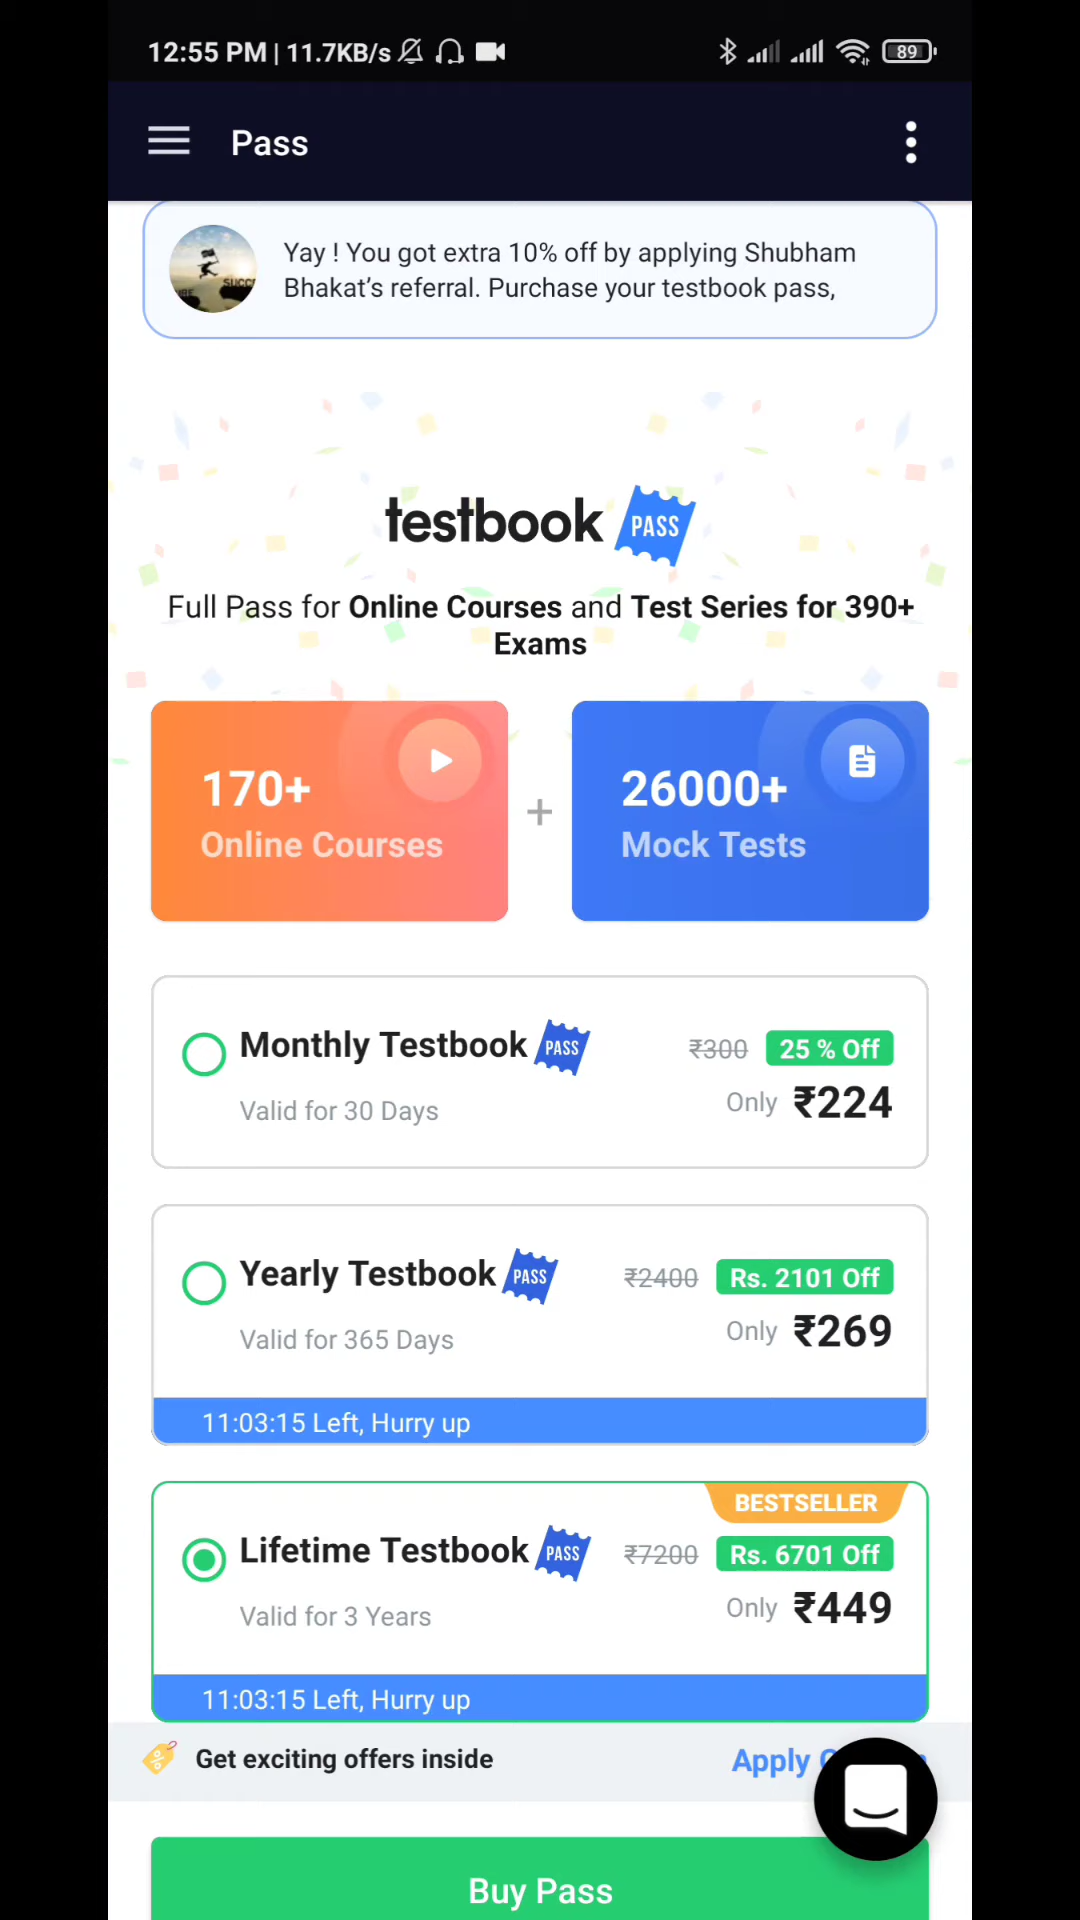 12:55 PM | 11.7KB/s
89
Pass
Yay ! You got extra 10% off by applying Shubham
Bhakat’s referral. Purchase your testbook pass,
testbook PASS
Full Pass for Online Courses and Test Series for 390+
Exams
170+
Online Courses
+
26000+
Mock Tests
Monthly Testbook PASS
₹300 25 % Off
Valid for 30 Days
Only ₹224
Yearly Testbook PASS
₹2400 Rs. 2101 Off
Valid for 365 Days
Only ₹269
11:03:15 Left, Hurry up
BESTSELLER
Lifetime Testbook PASS
₹7200 Rs. 6701 Off
Valid for 3 Years
Only ₹449
11:03:15 Left, Hurry up
Get exciting offers inside
Apply
Buy Pass